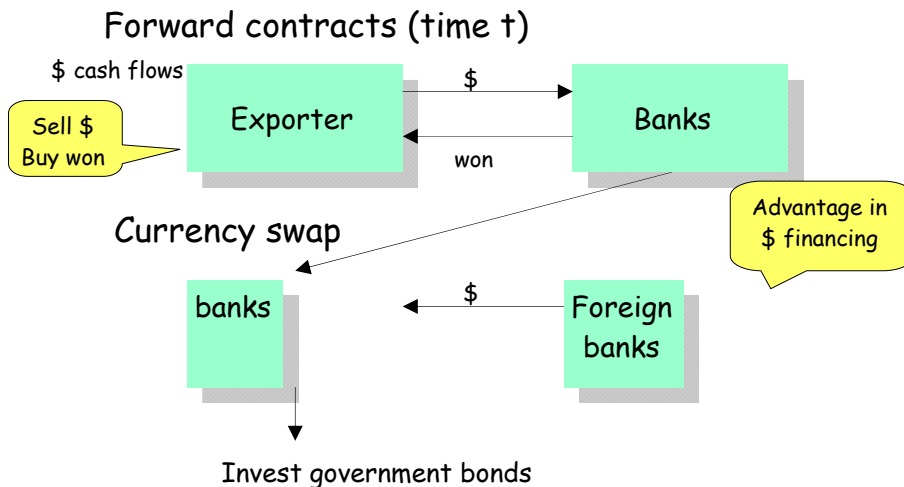 Forward contracts (time t)
$ cash flows
Sell $
Buy won
Exporter
$
won
Banks
Advantage in
$ financing
Currency swap
banks
$
Foreign
banks
Invest government bonds